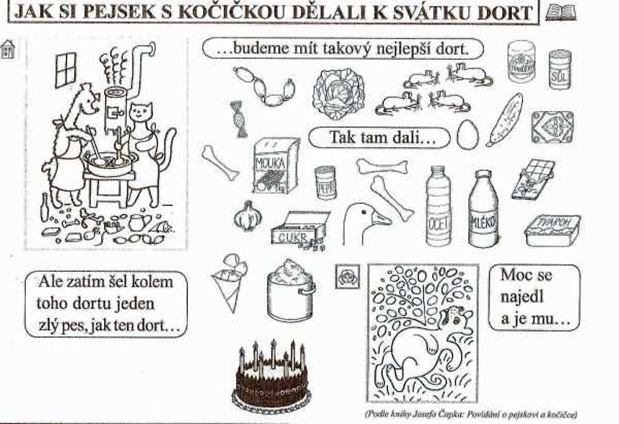 JAK SI PEJSEK S KOČIČKOU DĚLALI K SVÁTKU DORT
...budeme mít takový nejlepší dort.
SŮL
Tak tam dali...
MOUKA
1kg
PEPŘ
CUKR
OCET
MLÉKO
TVAROH
Ale zatím šel kolem
toho dortu jeden
zlý pes, jak ten dort...
Moc se
najedl
a je mu...
(Podle knihy Josefa Čapka: Povídání o pejskovi a kočičce)